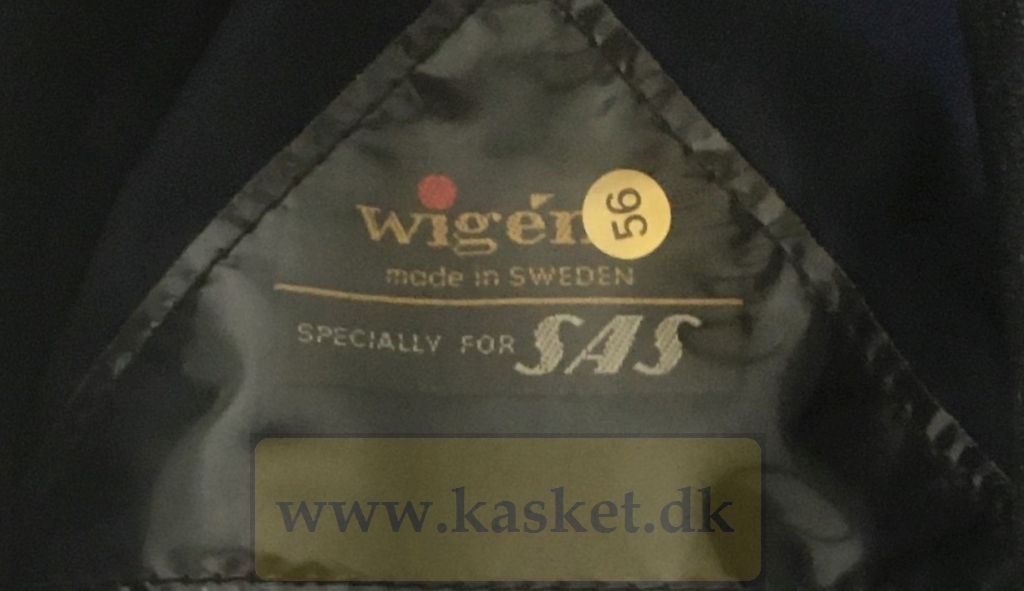 wigén
56
made in SWEDEN
SPECIALLY FOR SAS
www.kasket.dk